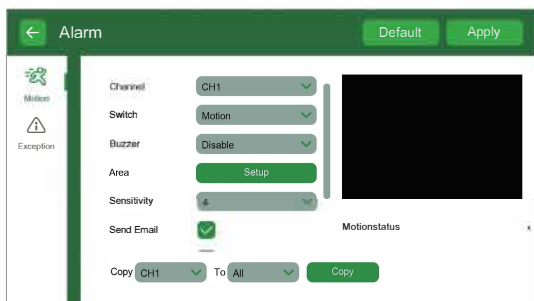 Alarm
Default
Apply
Motion
Exception
Channel
CH1
Switch
Motion
Buzzer
Disable
Area
Setup
Sensitivity
Send Email
Motionstatus
Copy CH1 To All Copy